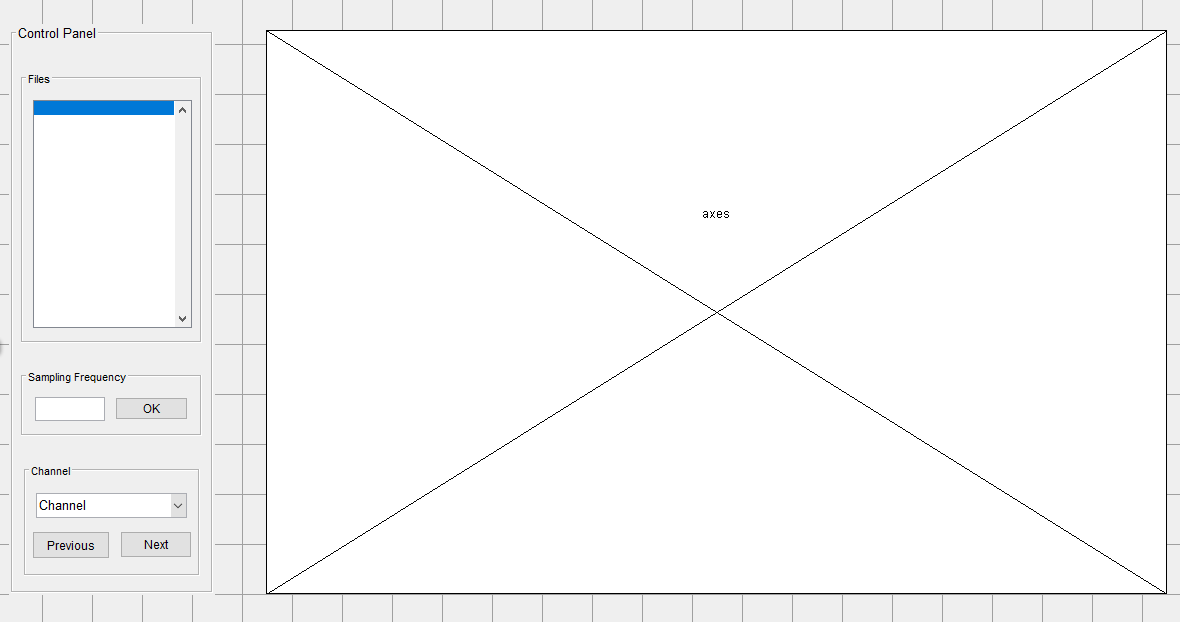 Control Panel
Files
axes
Sampling Frequency
OK
Channel
Channel
Previous
Next